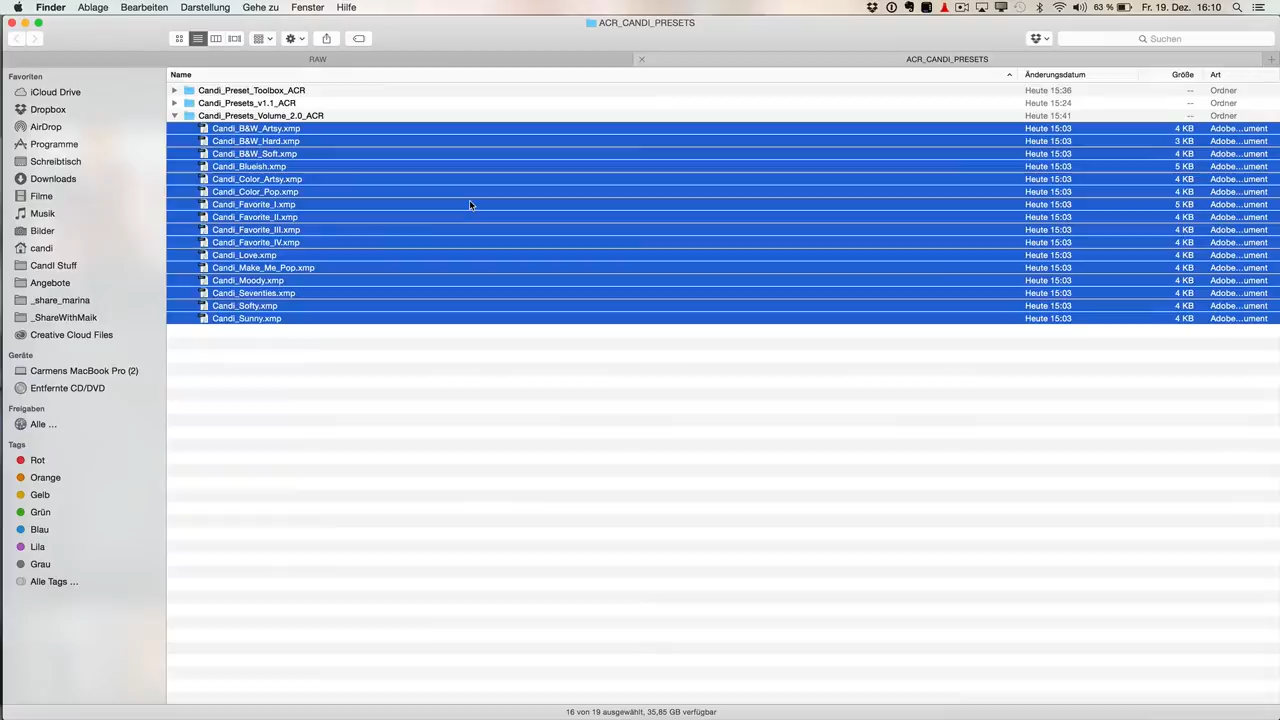 Finder Ablage Bearbeiten Darstellung Gehe zu Fenster Hilfe 63 % Fr. 19. Dez. 16:10
ACR_CANDI_PRESETS
Suchen
RAW ACR_CANDI_PRESETS
Favoriten
iCloud Drive
Dropbox
AirDrop
Programme
Schreibtisch
Downloads
Filme
Musik
Bilder
candi
CandI Stuff
Angebote
_share_marina
_ShareWithMaik
Creative Cloud Files
Geräte
Carmens MacBook Pro (2)
Entfernte CD/DVD
Freigaben
Alle ...
Tags
Rot
Orange
Gelb
Grün
Blau
Lila
Grau
Alle Tags ...
Name Änderungsdatum Größe Art
Candi_Preset_Toolbox_ACR Heute 15:36 -- Ordner
Candi_Presets_v1.1_ACR Heute 15:24 -- Ordner
Candi_Presets_Volume_2.0_ACR Heute 15:41 -- Ordner
Candi_B&W_Artsy.xmp Heute 15:03 4 KB Adobe...ument
Candi_B&W_Hard.xmp Heute 15:03 3 KB Adobe...ument
Candi_B&W_Soft.xmp Heute 15:03 4 KB Adobe...ument
Candi_Blueish.xmp Heute 15:03 5 KB Adobe...ument
Candi_Color_Artsy.xmp Heute 15:03 4 KB Adobe...ument
Candi_Color_Pop.xmp Heute 15:03 4 KB Adobe...ument
Candi_Favorite_I.xmp Heute 15:03 5 KB Adobe...ument
Candi_Favorite_II.xmp Heute 15:03 4 KB Adobe...ument
Candi_Favorite_III.xmp Heute 15:03 4 KB Adobe...ument
Candi_Favorite_IV.xmp Heute 15:03 4 KB Adobe...ument
Candi_Love.xmp Heute 15:03 4 KB Adobe...ument
Candi_Make_Me_Pop.xmp Heute 15:03 4 KB Adobe...ument
Candi_Moody.xmp Heute 15:03 4 KB Adobe...ument
Candi_Seventies.xmp Heute 15:03 4 KB Adobe...ument
Candi_Softy.xmp Heute 15:03 4 KB Adobe...ument
Candi_Sunny.xmp Heute 15:03 4 KB Adobe...ument
16 von 19 ausgewählt, 35,85 GB verfügbar